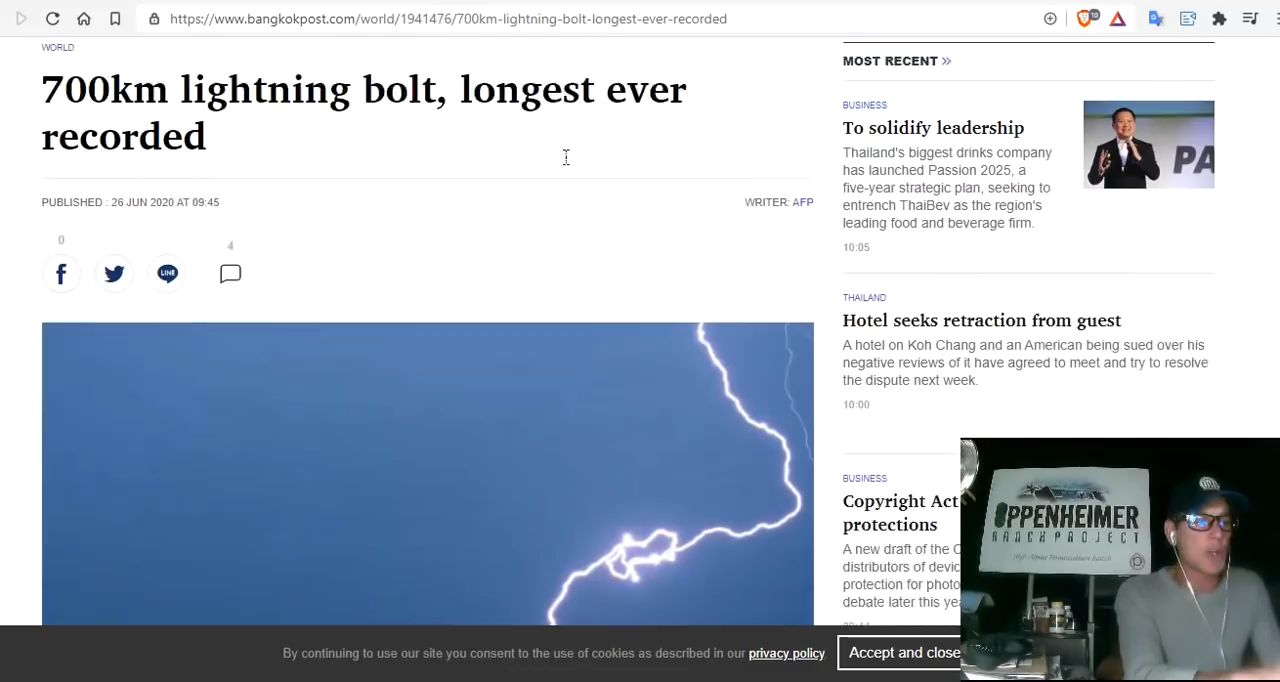 https://www.bangkokpost.com/world/1941476/700km-lightning-bolt-longest-ever-recorded
10
WORLD
700km lightning bolt, longest ever
recorded
PUBLISHED : 26 JUN 2020 AT 09:45
WRITER: AFP
0
4
LINE
MOST RECENT »
BUSINESS
To solidify leadership
Thailand's biggest drinks company
has launched Passion 2025, a
five-year strategic plan, seeking to
entrench ThaiBev as the region's
leading food and beverage firm.
10:05
PA
THAILAND
Hotel seeks retraction from guest
A hotel on Koh Chang and an American being sued over his
negative reviews of it have agreed to meet and try to resolve
the dispute next week.
10:00
BUSINESS
Copyright Act
protections
A new draft of the C
distributors of devic
protection for photo
debate later this yea
OPPENHEIMER
RANCH PROJECT
By continuing to use our site you consent to the use of cookies as described in our privacy policy
Accept and close